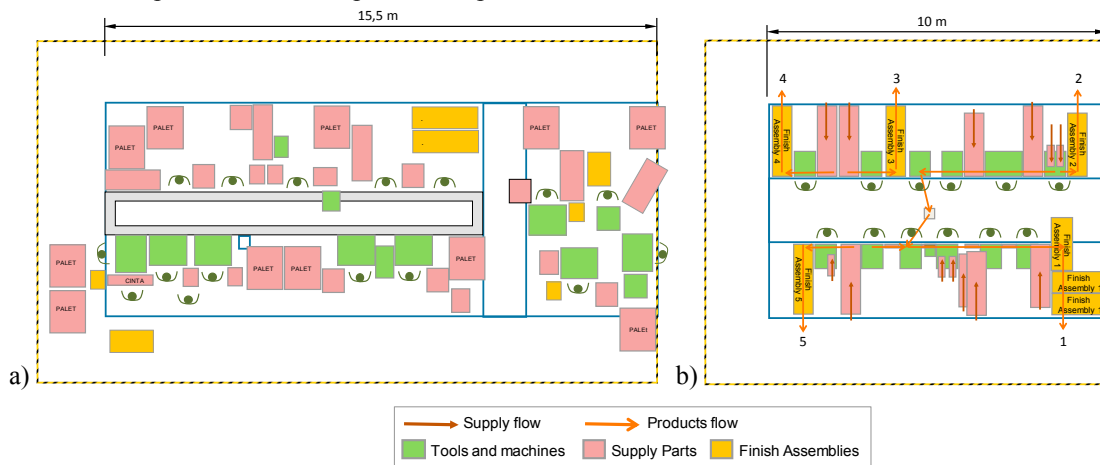 15,5 m
10 m
PALET
PALET
PALET
PALET
PALET
4
3
2
Finish Assembly 4
Finish Assembly 3
Finish Assembly 2
PALET
PALET
PALET
PALET
CINTA
PALEt
Finish Assembly 5
Finish Assembly 1
Finish
Assembly 1
Finish
Assembly 1
5
1
a)
b)
Supply flow
Products flow
Tools and machines
Supply Parts
Finish Assemblies